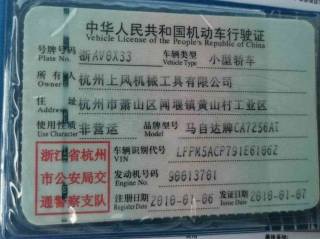 中华人民共和国机动车行驶证
Vehicle License of the People's Republic of China
号牌号码 浙AV6X33 车辆类型 小型轿车
Plate No. Vehicle Type
所有人 杭州上风机械工具有限公司
Owner
住址 杭州市萧山区闻堰镇黄山村工业区
Address
使用性质 非营运 品牌型号 马自达牌CA7256AT
Use Character Model
浙江省杭州
市公安局交
通警察支队
车辆识别代号
VIN
发动机号码 90013701
Engine No.
注册日期 2010-01-06 发证日期 2010-01-07
Register Date Issue Date